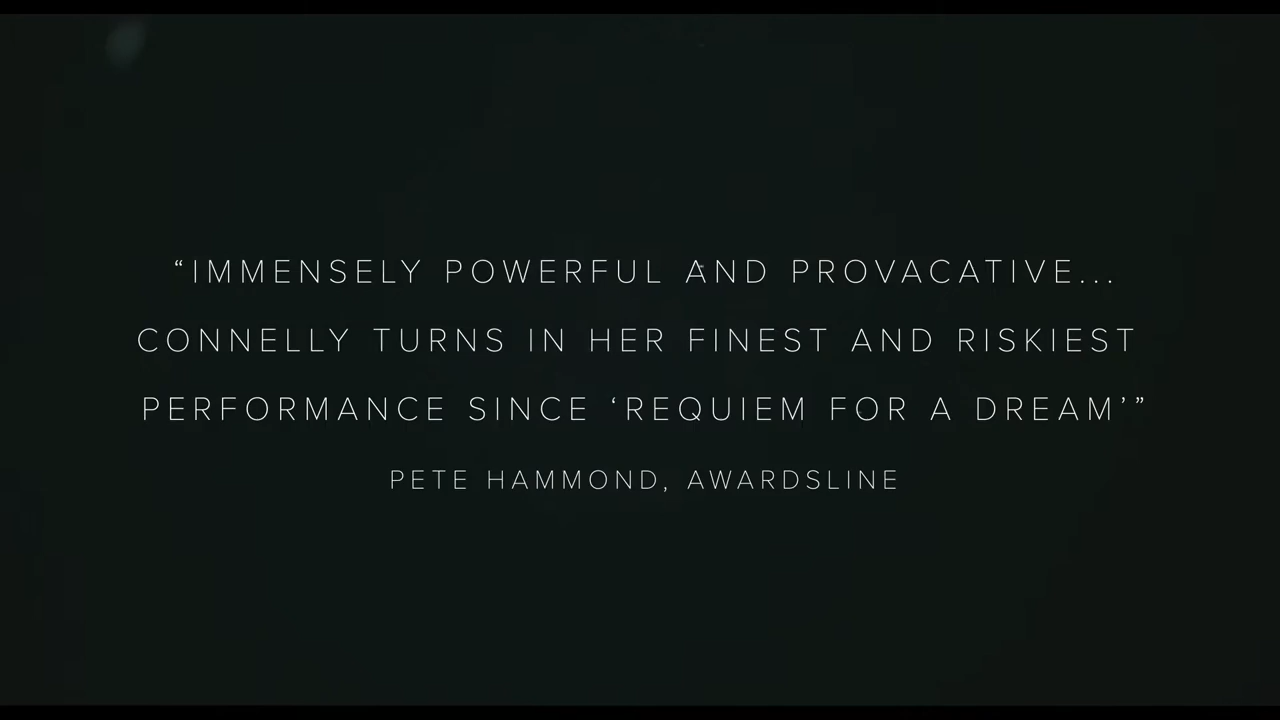 “IMMENSELY POWERFUL AND PROVACATIVE...
CONNELLY TURNS IN HER FINEST AND RISKIEST
PERFORMANCE SINCE ‘REQUIEM FOR A DREAM’”
PETE HAMMOND, AWARDSLINE